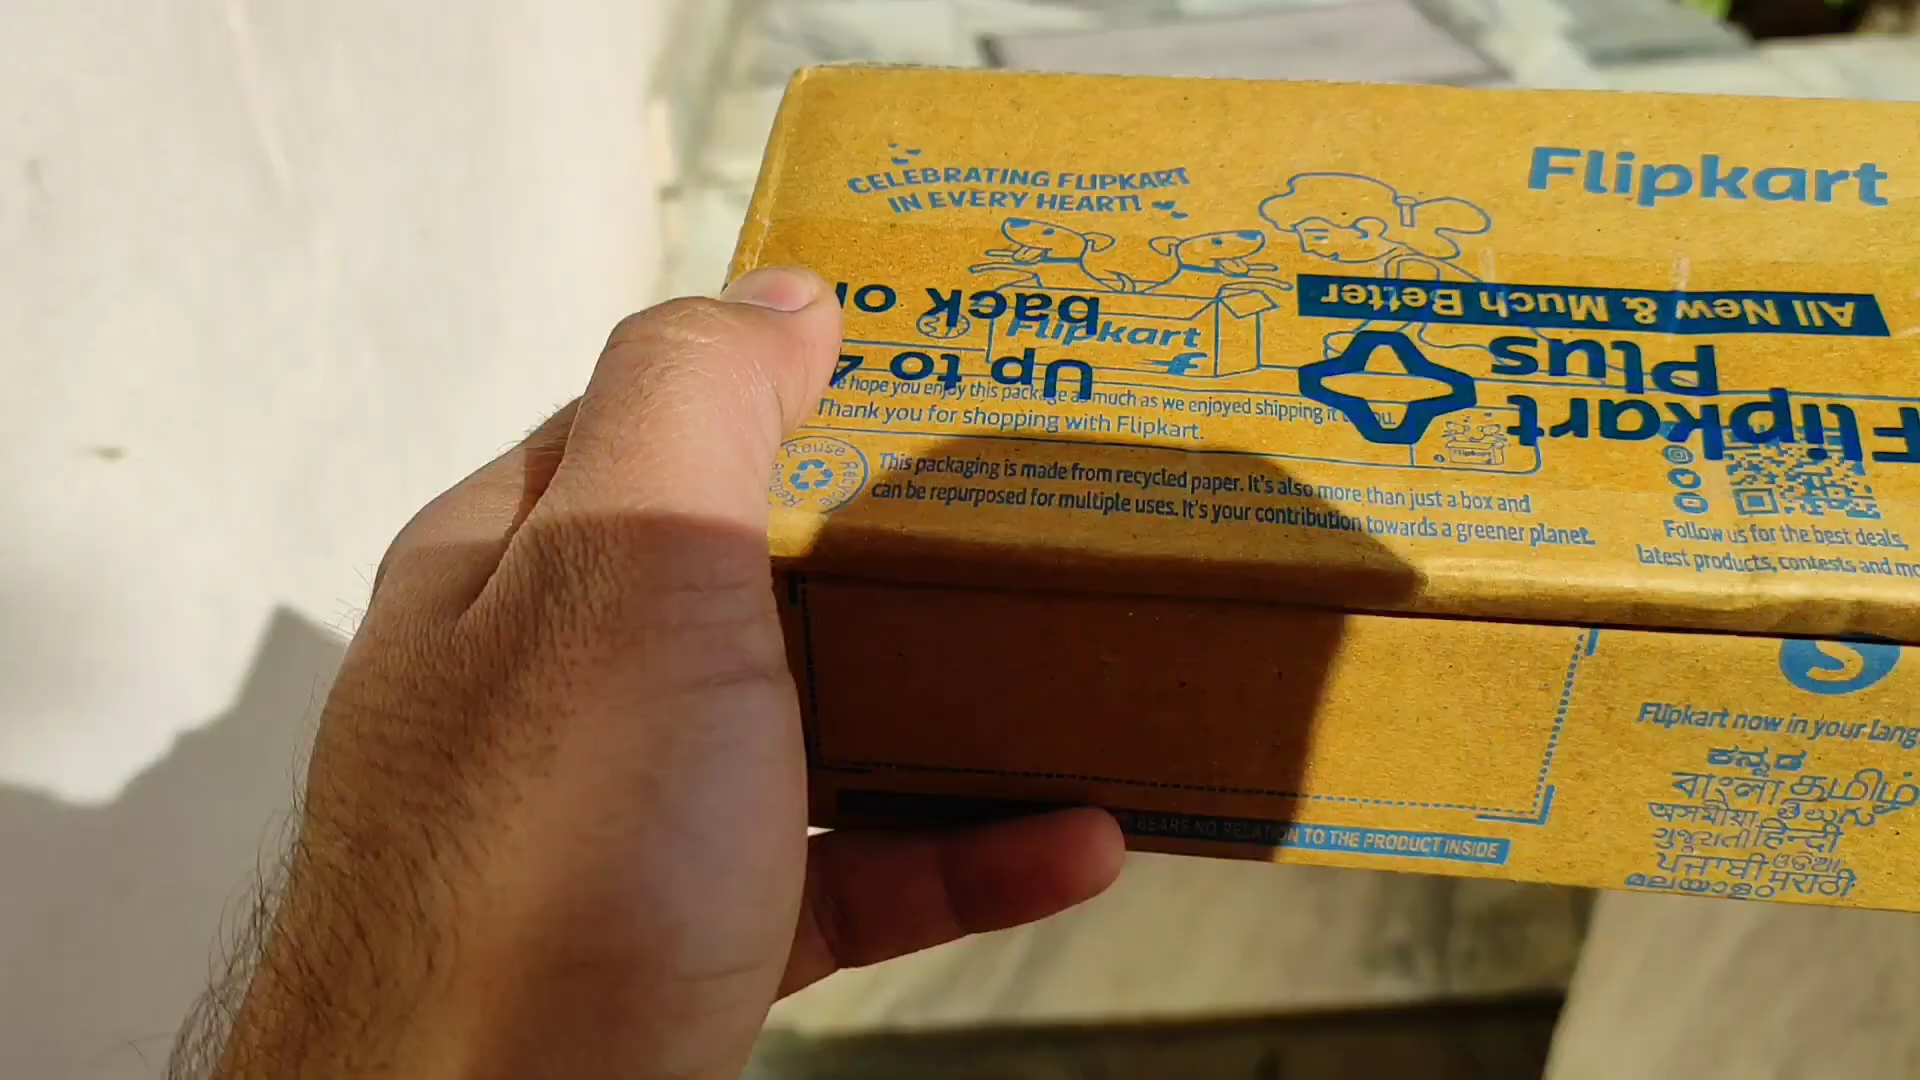 Flipkart
CELEBRATING FLIPKART
IN EVERY HEART!
All New & Much Better
back
Flipkart
Plus
Up to
Flipkart
hope you enjoy this package as much as we enjoyed shipping it
Thank you for shopping with Flipkart.
Reuse Recycle
This packaging is made from recycled paper. It's also more than just a box and
can be repurposed for multiple uses. It's your contribution towards a greener planet.
Follow us for the best deals,
latest products, contests and
Flipkart now in your
ಕನ್ನಡ
বাংলা தமிழ்
অসমীয়া తెలుగు
ગુજરાતી हिन्दी
ਪੰਜਾਬੀ ଓଡ଼ିଆ
മലയാളം मराठी
BEARS NO RELATION TO THE PRODUCT INSIDE